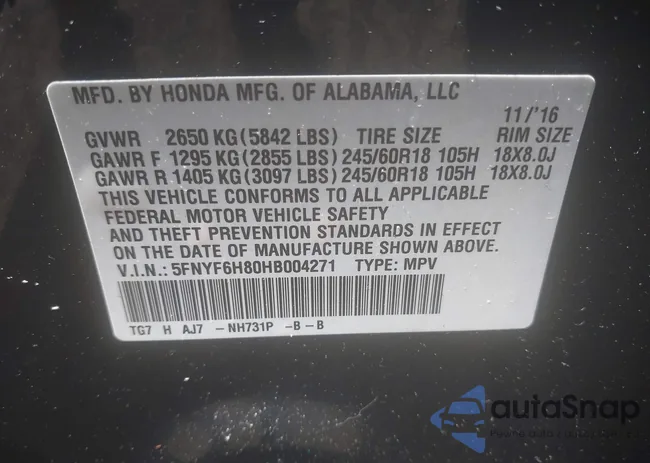 MFD. BY HONDA MFG. OF ALABAMA, LLC
11/'16
GVWR 2650 KG (5842 LBS) TIRE SIZE RIM SIZE
GAWR F 1295 KG (2855 LBS) 245/60R18 105H 18X8.0J
GAWR R 1405 KG (3097 LBS) 245/60R18 105H 18X8.0J
THIS VEHICLE CONFORMS TO ALL APPLICABLE
FEDERAL MOTOR VEHICLE SAFETY
AND THEFT PREVENTION STANDARDS IN EFFECT
ON THE DATE OF MANUFACTURE SHOWN ABOVE.
V.I.N.: 5FNYF6H80HB004271 TYPE: MPV
TG7 H AJ7 -NH731P -B-B
autoSnap